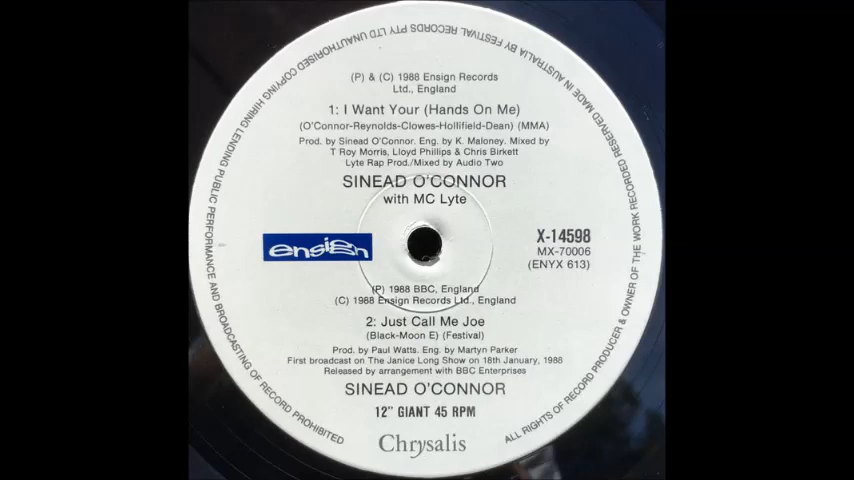 MADE IN AUSTRALIA BY FESTIVAL RECORDS PTY LTD UNAUTHORISED COPYING HIRING LENDING PUBLIC PERFORMANCE AND BROADCASTING OF RECORD PROHIBITED
ALL RIGHTS OF RECORD PRODUCER & OWNER OF THE WORK RECORDED RESERVED
(P) & (C) 1988 Ensign Records
Ltd., England
1: I Want Your (Hands On Me)
(O'Connor-Reynolds-Clowes-Hollifield-Dean) (MMA)
Prod. by Sinead O'Connor. Eng. by K. Maloney. Mixed by
T Roy Morris, Lloyd Phillips & Chris Birkett
Lyte Rap Prod./Mixed by Audio Two
SINEAD O'CONNOR
with MC Lyte
ensign
X-14598
MX-70006
(ENYX 613)
(P) 1988 BBC, England
(C) 1988 Ensign Records Ltd., England
2: Just Call Me Joe
(Black-Moon E) (Festival)
Prod. by Paul Watts. Eng. by Martyn Parker
First broadcast on The Janice Long Show on 18th January, 1988
Released by arrangement with BBC Enterprises
SINEAD O'CONNOR
12" GIANT 45 RPM
Chrysalis